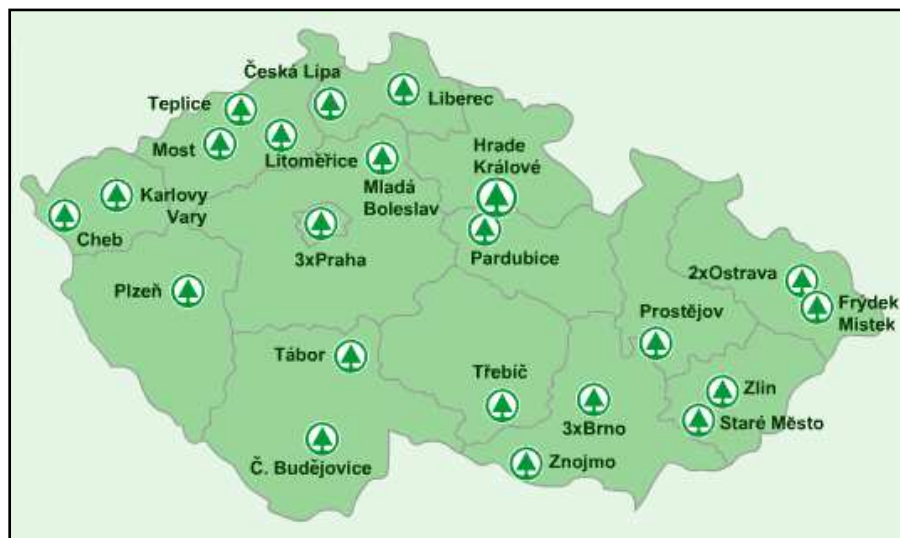 Česká Lípa
Teplice
Liberec
Most
Litoměřice
Hrade
Králové
Mladá
Boleslav
Karlovy
Vary
Cheb
3xPraha
Pardubice
Plzeň
2xOstrava
Frýdek
Místek
Prostějov
Tábor
Třebíč
Zlin
3xBrno
Staré Město
Č. Budějovice
Znojmo